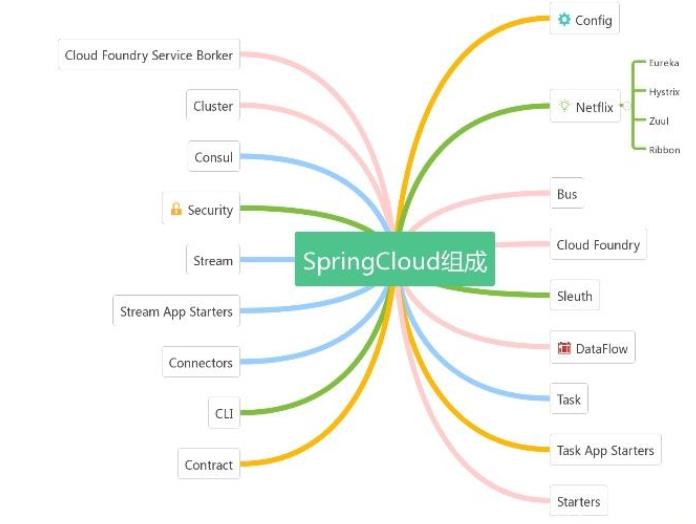 Config
Cloud Foundry Service Borker
Eureka
Hystrix
Cluster
Netflix
Zuul
Ribbon
Consul
Bus
Security
Cloud Foundry
Stream
SpringCloud组成
Sleuth
Stream App Starters
DataFlow
Connectors
Task
CLI
Task App Starters
Contract
Starters